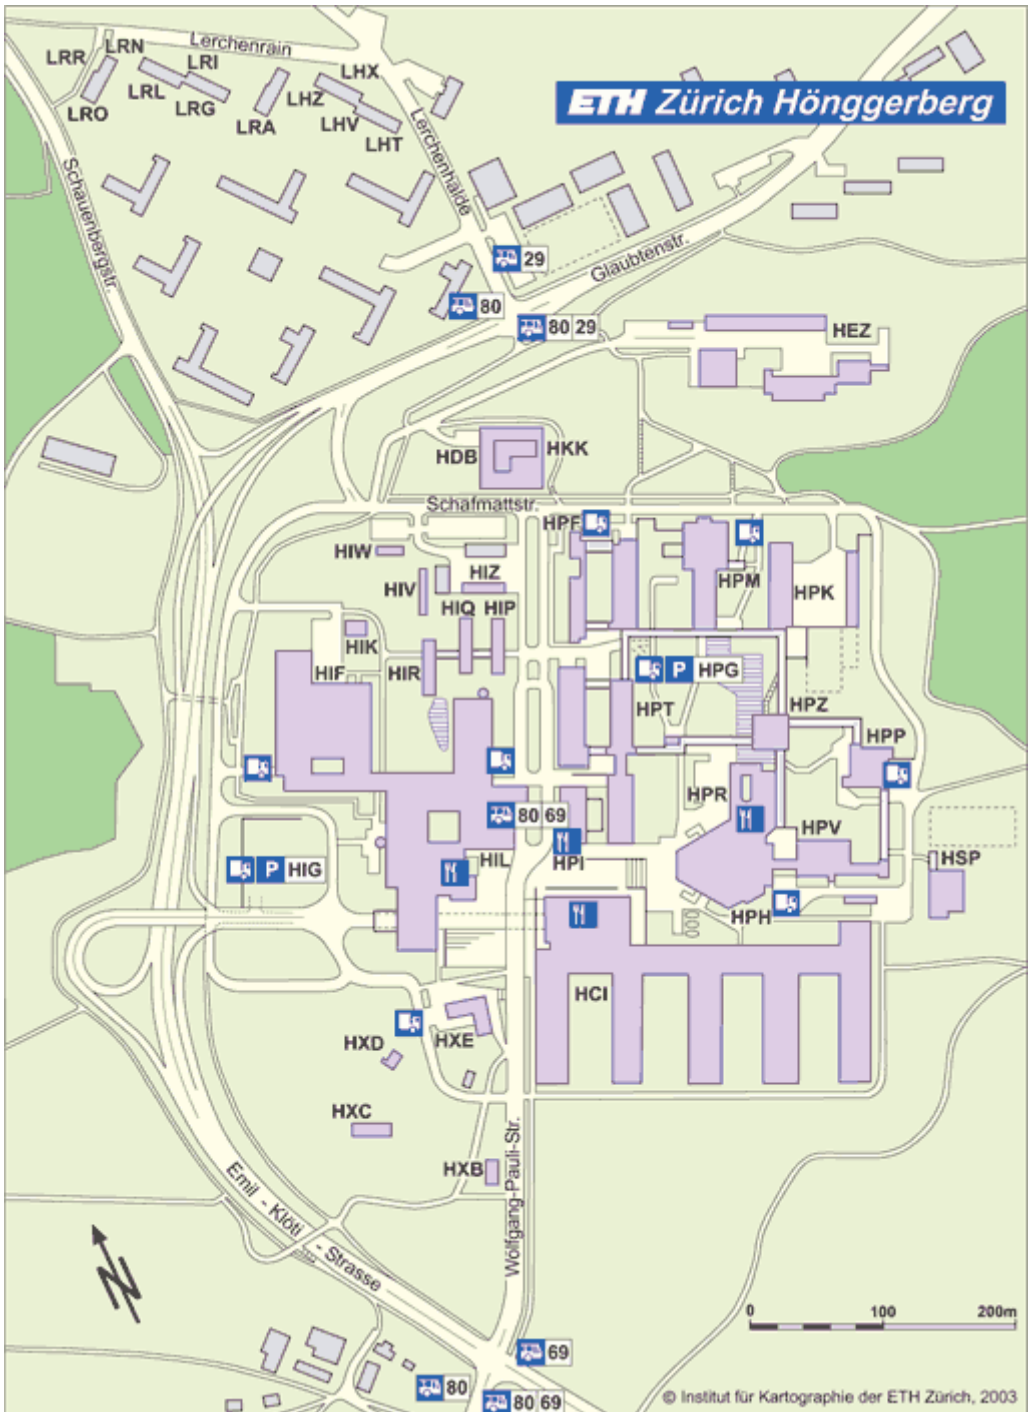 Lerchenrain
LRN
LRR
LRI
LRL
LRG
LRO
LRA
LHX
LHZ
LHV
LHT
ETH Zürich Hönggerberg
Lerchenhalde
Schauenbergstr.
Glaubtenstr.
29
80
80 29
HEZ
HDB
HKK
Schafmattstr.
HPF
HIW
HIZ
HIV
HIQ
HIP
HPM
HPK
HIK
HIF
HIR
P HPG
HPT
HPZ
HPP
HPR
80 69
HPV
HIL
HPI
P HIG
HSP
HPH
HCI
HXD
HXE
HXC
HXB
Wolfgang-Pauli-Str.
Emil - Klöti - Strasse
N
0 100 200m
69
80
80 69
© Institut für Kartographie der ETH Zürich, 2003